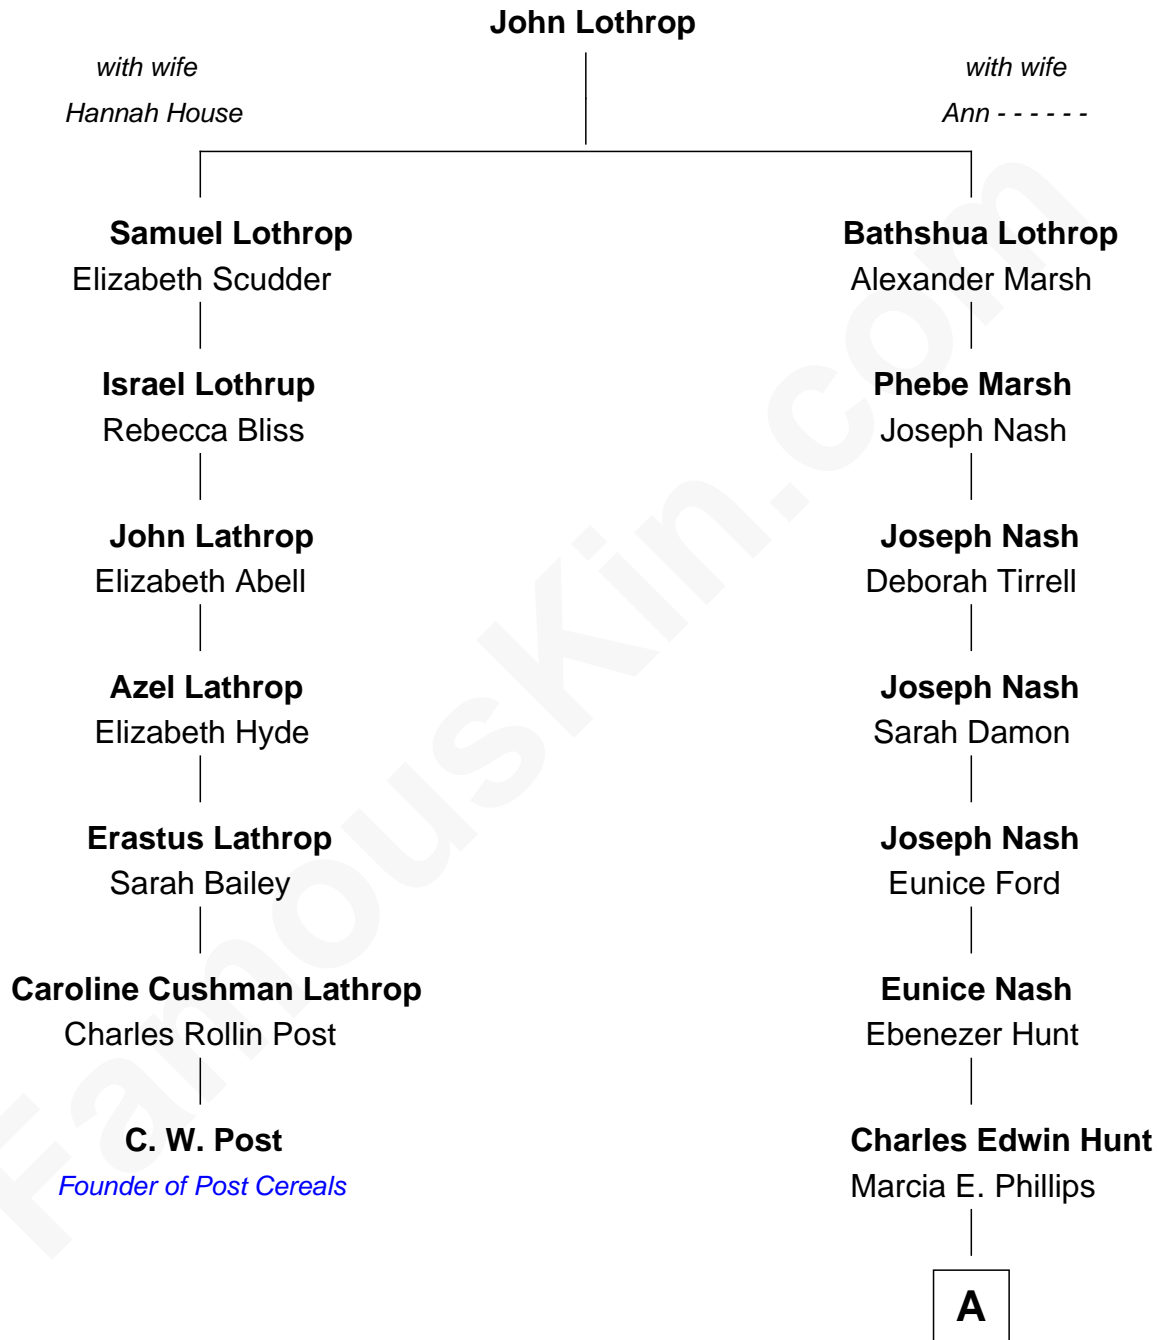 John Lothrop
with wife
Hannah House
with wife
Ann - - - - - -
Samuel Lothrop
Elizabeth Scudder
Bathshua Lothrop
Alexander Marsh
Israel Lothrup
Rebecca Bliss
Phebe Marsh
Joseph Nash
John Lathrop
Elizabeth Abell
Joseph Nash
Deborah Tirrell
Azel Lathrop
Elizabeth Hyde
Joseph Nash
Sarah Damon
Erastus Lathrop
Sarah Bailey
Joseph Nash
Eunice Ford
Caroline Cushman Lathrop
Charles Rollin Post
Eunice Nash
Ebenezer Hunt
C. W. Post
Founder of Post Cereals
Charles Edwin Hunt
Marcia E. Phillips
A
FamousKin.com